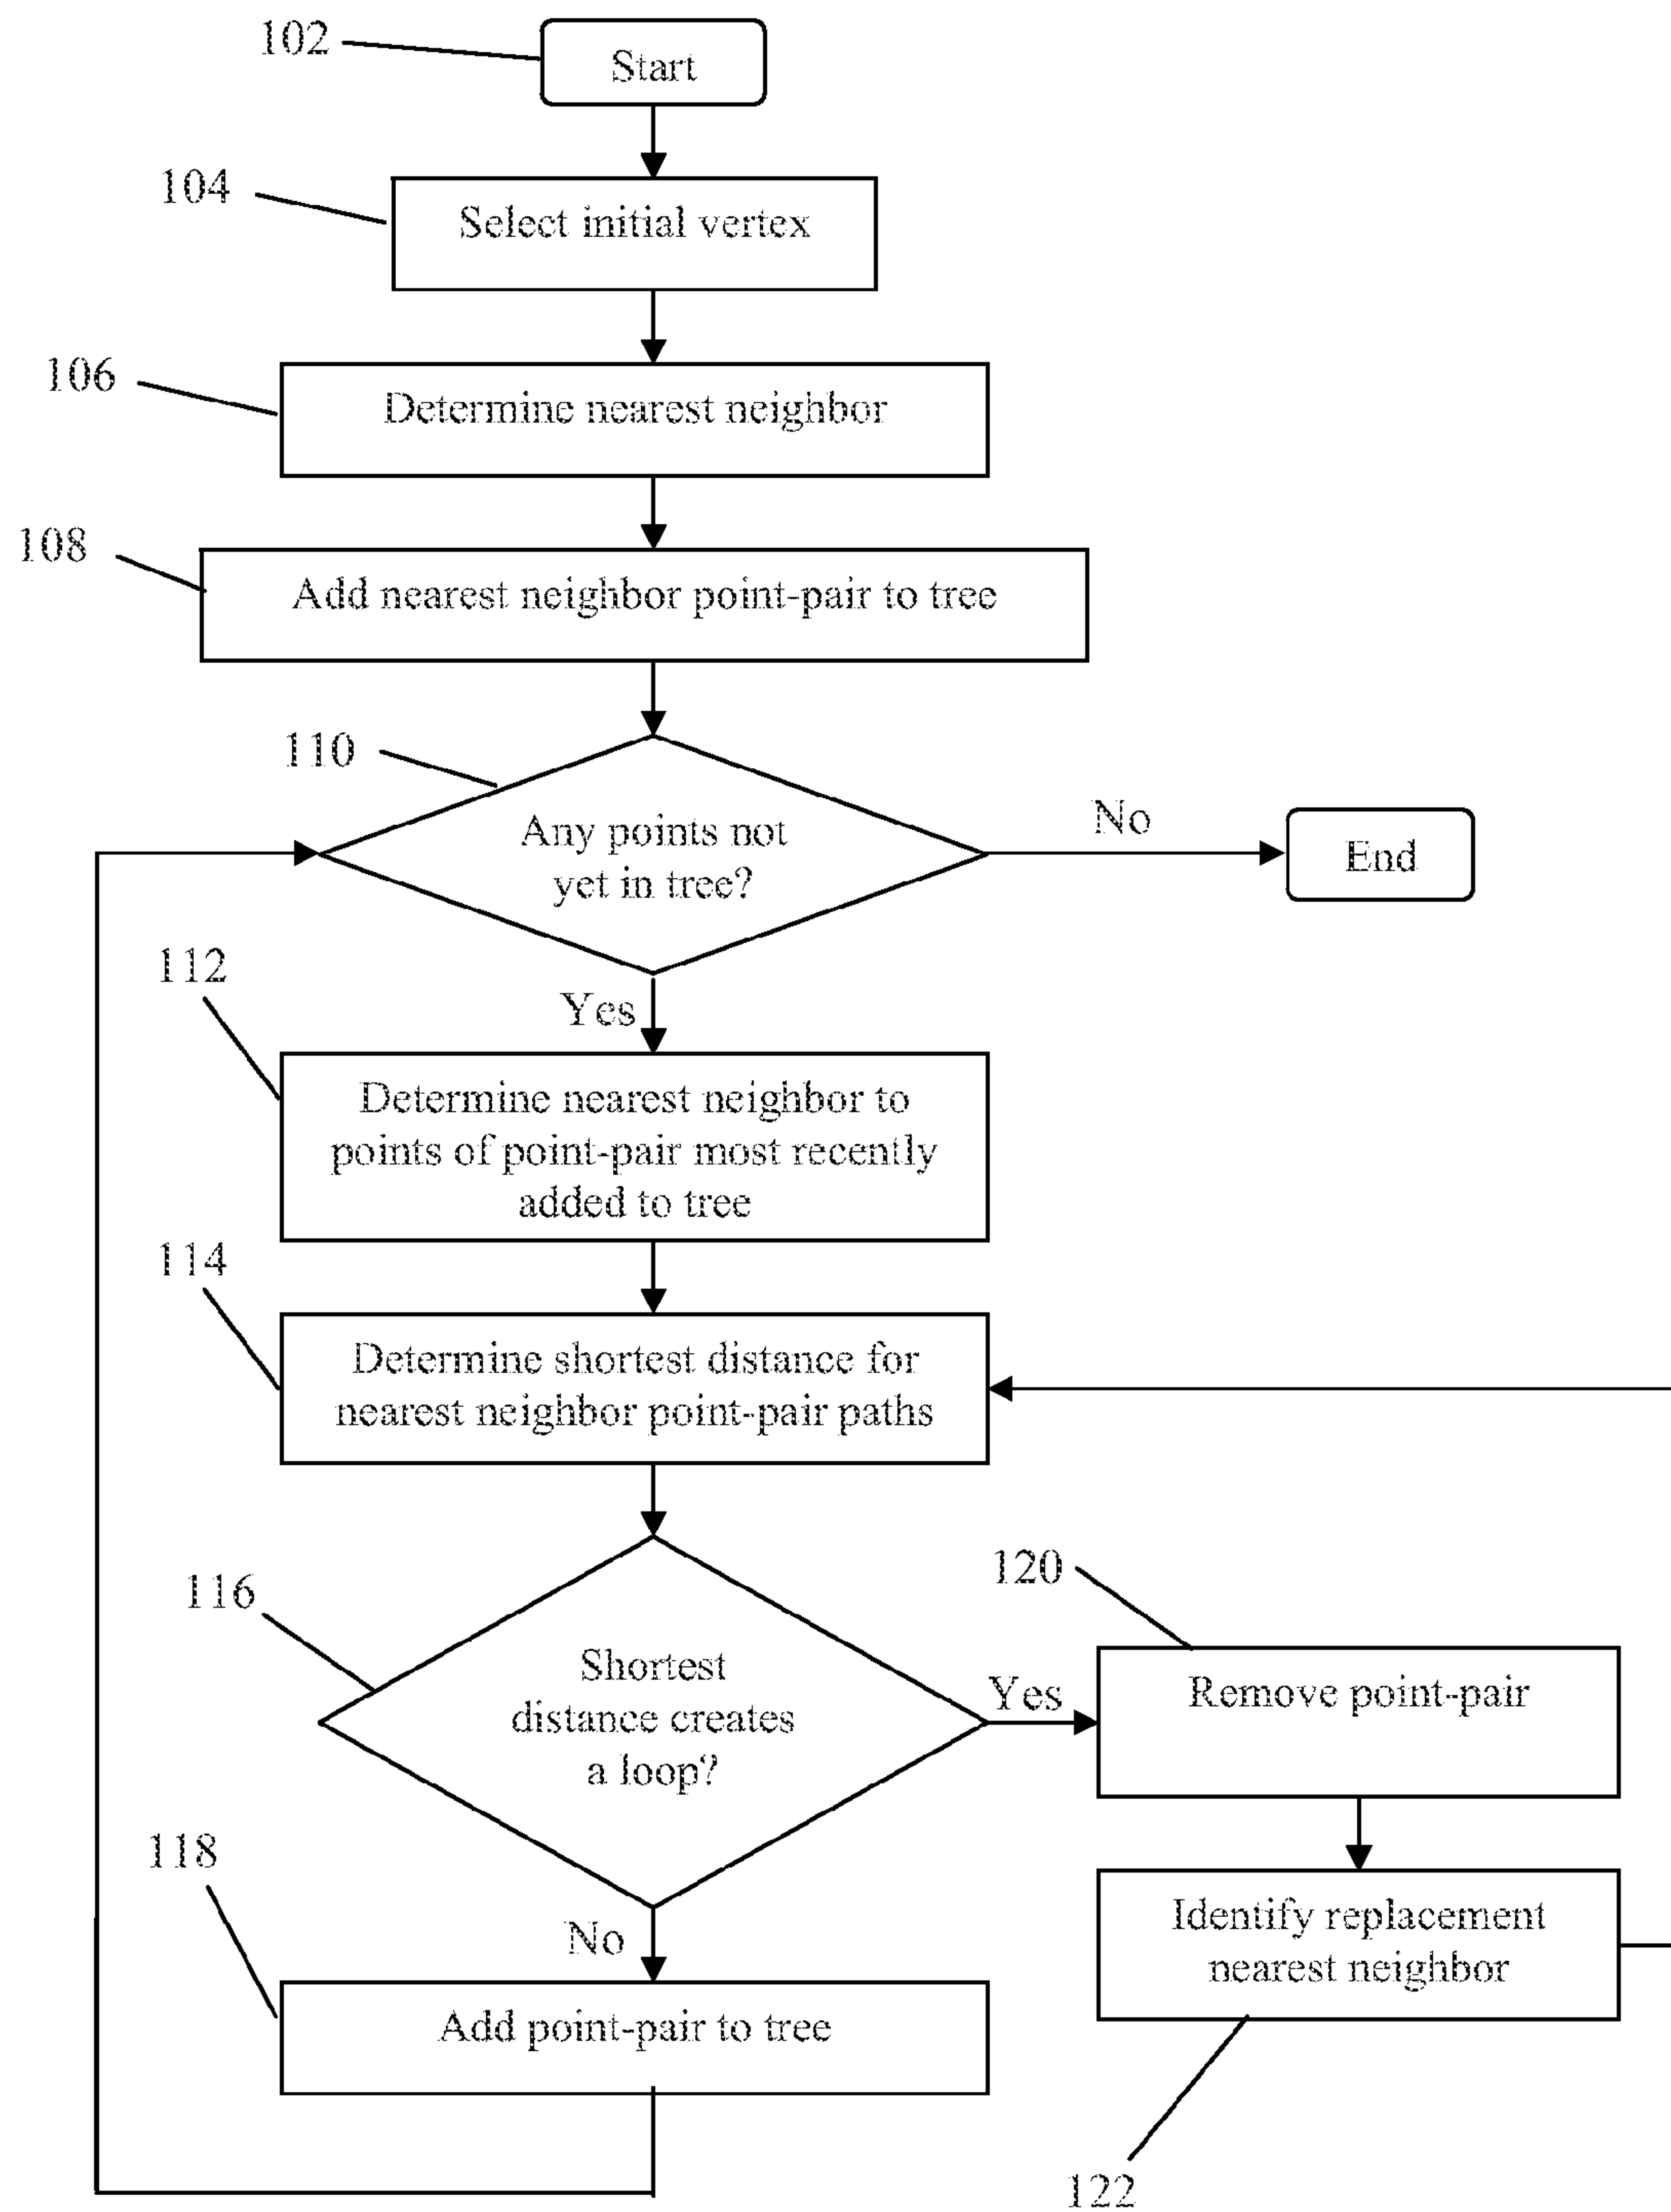 102
Start
104
Select initial vertex
106
Determine nearest neighbor
108
Add nearest neighbor point-pair to tree
110
Any points not
yet in tree?
No
End
112
Yes
Determine nearest neighbor to
points of point-pair most recently
added to tree
114
Determine shortest distance for
nearest neighbor point-pair paths
116
Shortest
distance creates
a loop?
Yes
120
Remove point-pair
118
No
Identify replacement
nearest neighbor
Add point-pair to tree
122